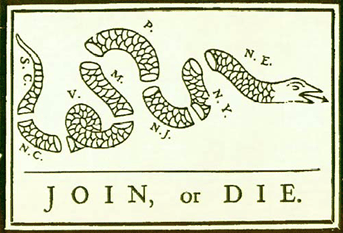 S. C.
N. C.
V.
M.
P.
N. J.
N. Y.
N. E.
JOIN, or DIE.